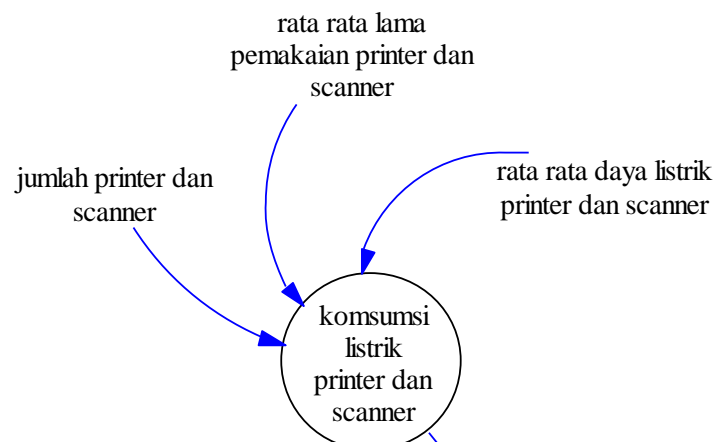 rata rata lama
pemakaian printer dan
scanner
jumlah printer dan
scanner
rata rata daya listrik
printer dan scanner
komsumsi
listrik
printer dan
scanner